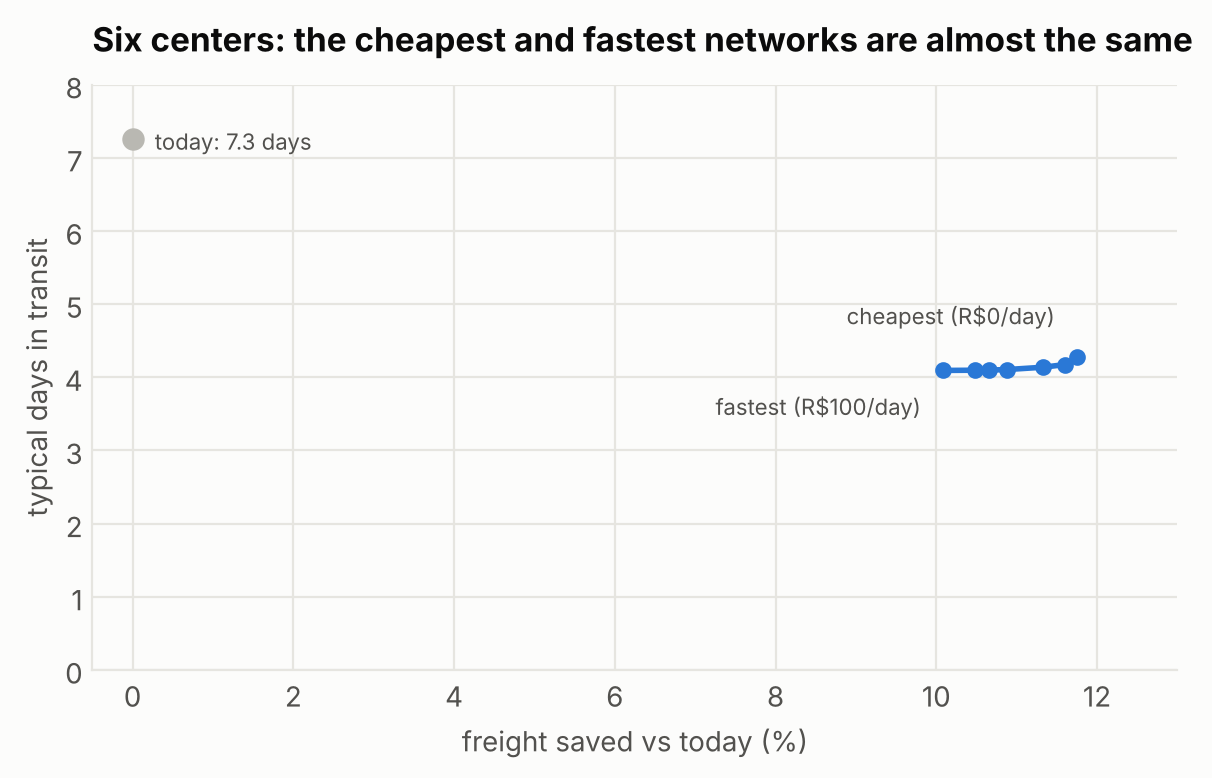 Six centers: the cheapest and fastest networks are almost the same
8
today: 7.3 days
7
6
5
cheapest (R$0/day)
4
fastest (R$100/day)
3
2
1
0
typical days in transit
0 2 4 6 8 10 12
freight saved vs today (%)